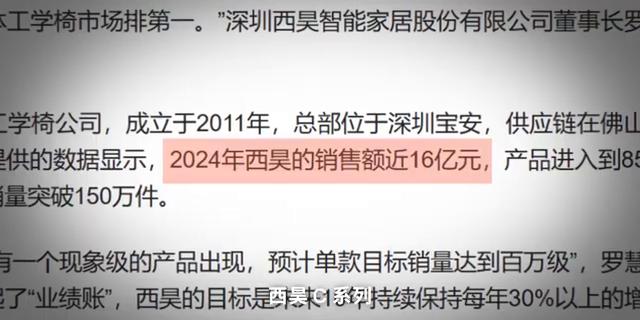 工学椅市场排第一。”深圳西昊智能家居股份有限公司董事长罗
工学椅公司，成立于2011年，总部位于深圳宝安，供应链在佛山
供的数据显示，2024年西昊的销售额近16亿元，产品进入到85
销量突破150万件。
有一个现象级的产品出现，预计单款目标销量达到百万级”，罗慧
起了“业绩账”，西昊的目标是未来 持续保持每年30%以上的增
西昊 C 系列